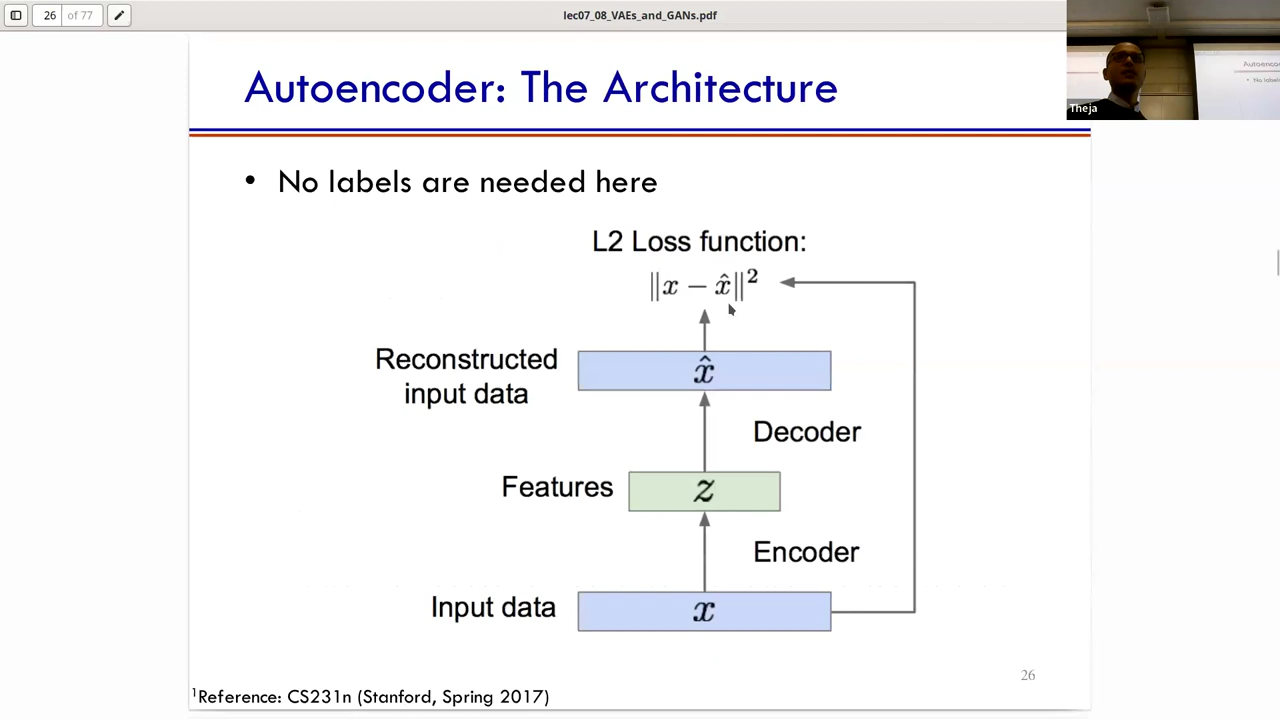 26 of 77
lec07_08_VAEs_and_GANs.pdf
Theja
Autoencoder: The Architecture
• No labels are needed here
L2 Loss function:
‖x − x̂‖²
Reconstructed
input data
x̂
Decoder
Features
z
Encoder
Input data
x
26
¹Reference: CS231n (Stanford, Spring 2017)